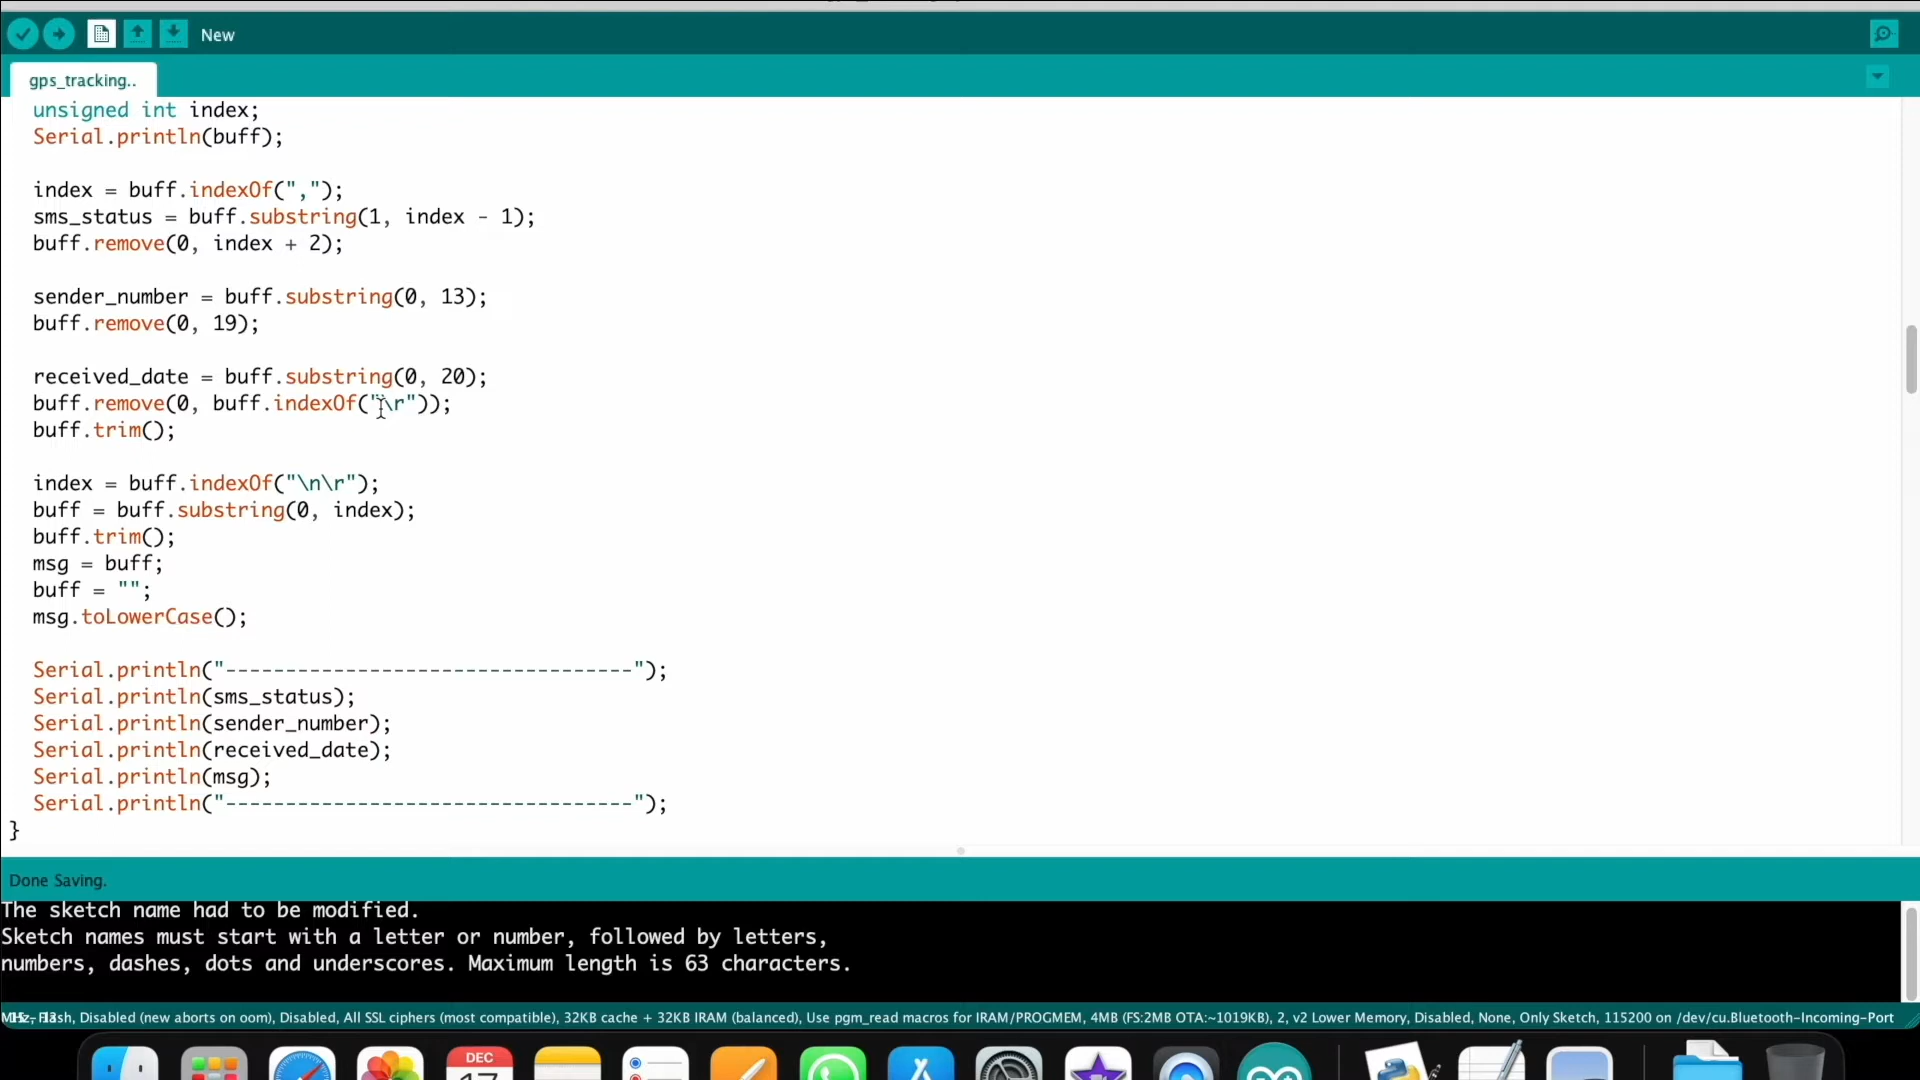 New
gps_tracking..
unsigned int index;
Serial.println(buff);
index = buff.indexOf(",");
sms_status = buff.substring(1, index - 1);
buff.remove(0, index + 2);
sender_number = buff.substring(0, 13);
buff.remove(0, 19);
received_date = buff.substring(0, 20);
buff.remove(0, buff.indexOf("\r"));
buff.trim();
index = buff.indexOf("\n\r");
buff = buff.substring(0, index);
buff.trim();
msg = buff;
buff = "";
msg.toLowerCase();
Serial.println("----------------------------------");
Serial.println(sms_status);
Serial.println(sender_number);
Serial.println(received_date);
Serial.println(msg);
Serial.println("----------------------------------");
}
Done Saving.
The sketch name had to be modified.
Sketch names must start with a letter or number, followed by letters,
numbers, dashes, dots and underscores. Maximum length is 63 characters.
Disabled (new aborts on oom), Disabled, All SSL ciphers (most compatible), 32KB cache + 32KB IRAM (balanced), Use pgm_read macros for IRAM/PROGMEM, 4MB (FS:2MB OTA:~1019KB), 2, v2 Lower Memory, Disabled, None, Only Sketch, 115200 on /dev/cu.Bluetooth-Incoming-Port
DEC
17